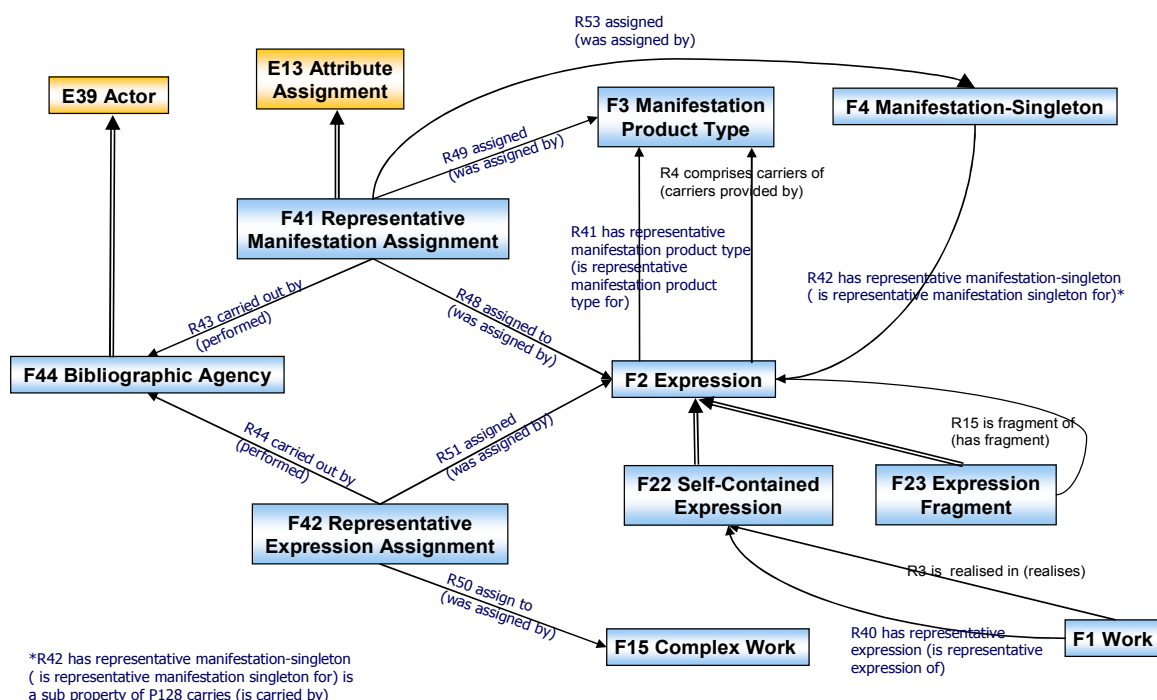 R53 assigned
(was assigned by)
E13 Attribute
Assignment
E39 Actor
F3 Manifestation
Product Type
F4 Manifestation-Singleton
R49 assigned
(was assigned by)
R4 comprises carriers of
(carriers provided by)
F41 Representative
Manifestation Assignment
R41 has representative
manifestation product type
(is representative
manifestation product
type for)
R42 has representative manifestation-singleton
( is representative manifestation singleton for)*
R43 carried out by
(performed)
R48 assigned to
(was assigned by)
F44 Bibliographic Agency
F2 Expression
R15 is fragment of
(has fragment)
R44 carried out by
(performed)
R51 assigned
(was assigned by)
F22 Self-Contained
Expression
F23 Expression
Fragment
F42 Representative
Expression Assignment
R3 is  realised in (realises)
R50 assign to
(was assigned by)
R40 has representative
expression (is representative
expression of)
F1 Work
F15 Complex Work
*R42 has representative manifestation-singleton
( is representative manifestation singleton for) is
a sub property of P128 carries (is carried by)